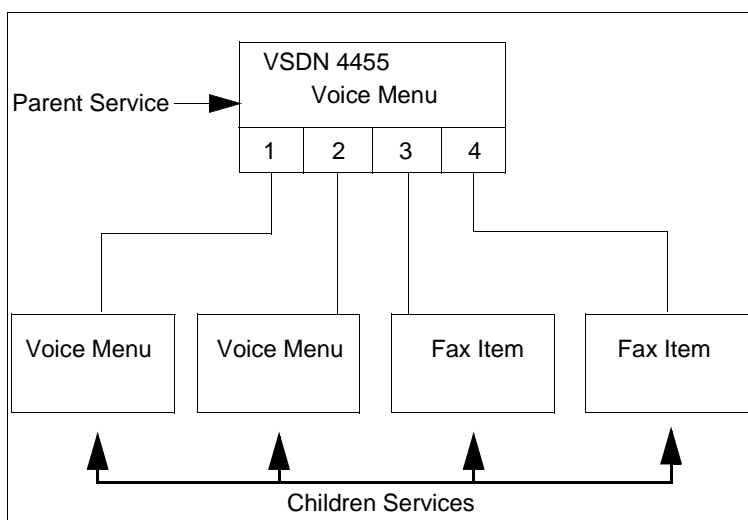 VSDN 4455
Voice Menu
Parent Service
1 2 3 4
Voice Menu Voice Menu Fax Item Fax Item
Children Services